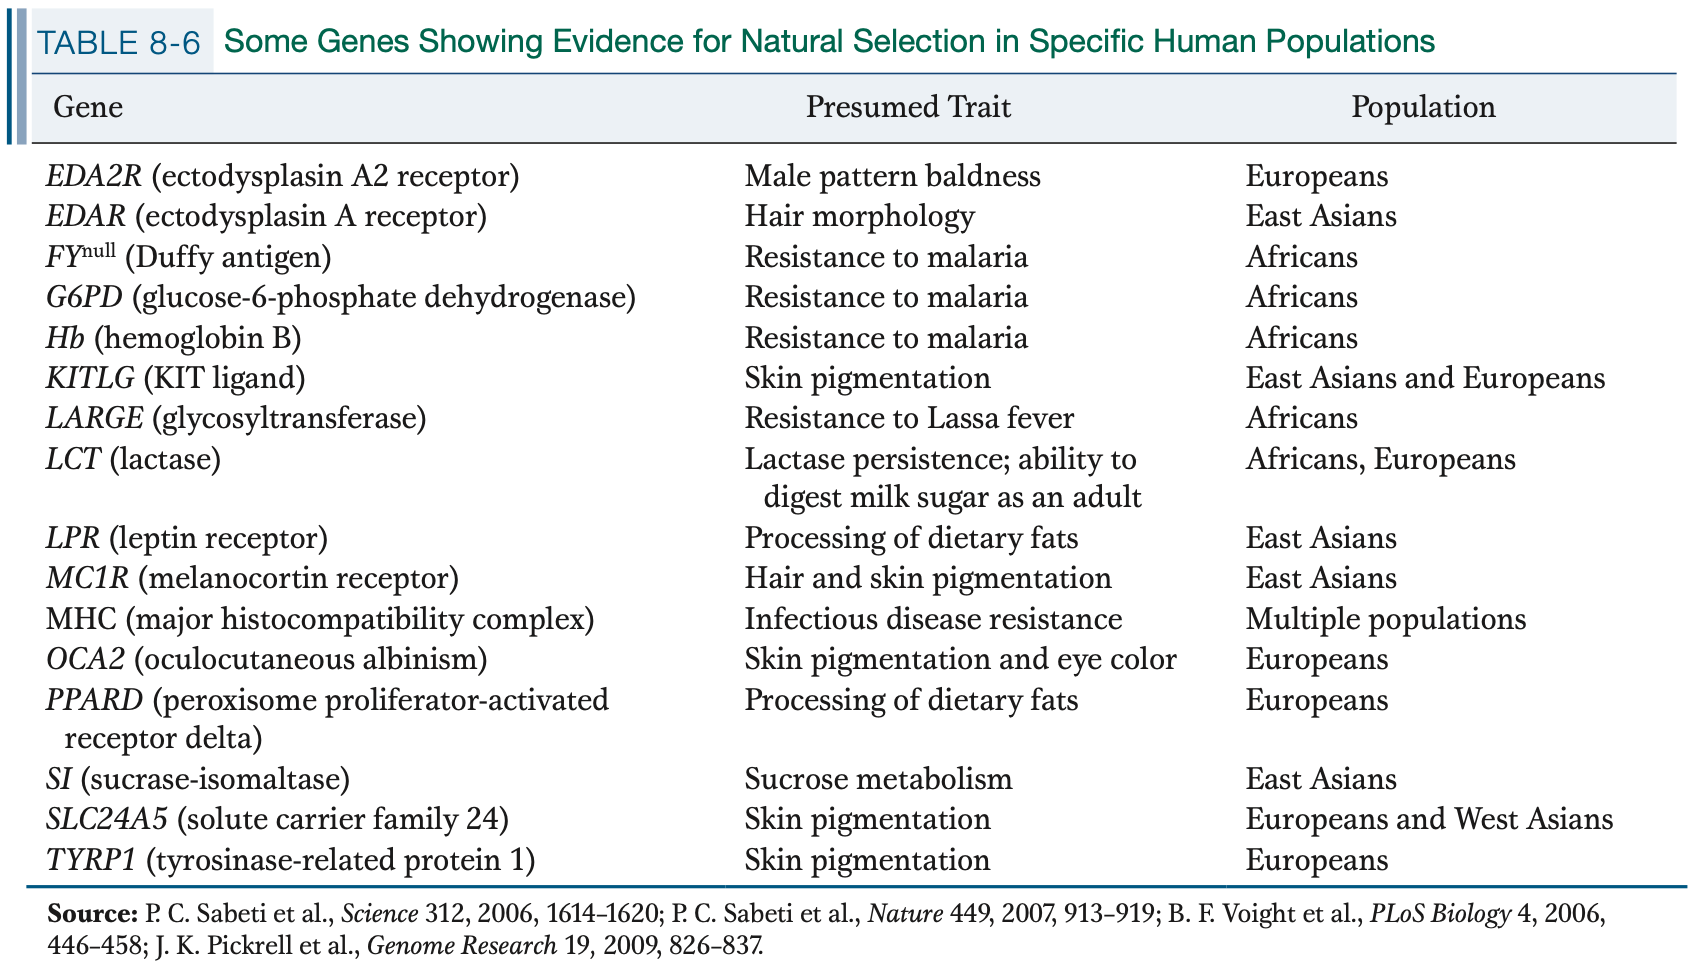 TABLE 8-6 Some Genes Showing Evidence for Natural Selection in Specific Human Populations
Gene Presumed Trait Population
EDA2R (ectodysplasin A2 receptor) Male pattern baldness Europeans
EDAR (ectodysplasin A receptor) Hair morphology East Asians
FYnull (Duffy antigen) Resistance to malaria Africans
G6PD (glucose-6-phosphate dehydrogenase) Resistance to malaria Africans
Hb (hemoglobin B) Resistance to malaria Africans
KITLG (KIT ligand) Skin pigmentation East Asians and Europeans
LARGE (glycosyltransferase) Resistance to Lassa fever Africans
LCT (lactase) Lactase persistence; ability to Africans, Europeans
digest milk sugar as an adult
LPR (leptin receptor) Processing of dietary fats East Asians
MC1R (melanocortin receptor) Hair and skin pigmentation East Asians
MHC (major histocompatibility complex) Infectious disease resistance Multiple populations
OCA2 (oculocutaneous albinism) Skin pigmentation and eye color Europeans
PPARD (peroxisome proliferator-activated Processing of dietary fats Europeans
receptor delta)
SI (sucrase-isomaltase) Sucrose metabolism East Asians
SLC24A5 (solute carrier family 24) Skin pigmentation Europeans and West Asians
TYRP1 (tyrosinase-related protein 1) Skin pigmentation Europeans
Source: P. C. Sabeti et al., Science 312, 2006, 1614–1620; P. C. Sabeti et al., Nature 449, 2007, 913–919; B. F. Voight et al., PLoS Biology 4, 2006,
446–458; J. K. Pickrell et al., Genome Research 19, 2009, 826–837.